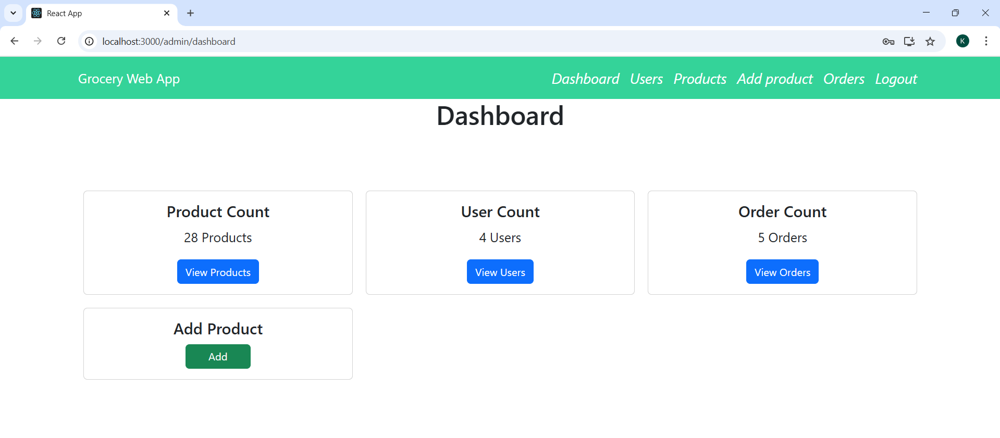 React App
localhost:3000/admin/dashboard
K
Grocery Web App
Dashboard Users Products Add product Orders Logout
Dashboard
Product Count
28 Products
View Products
User Count
4 Users
View Users
Order Count
5 Orders
View Orders
Add Product
Add